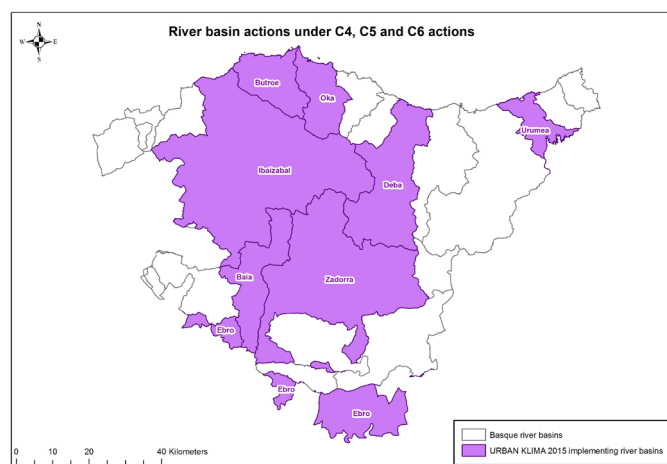 River basin actions under C4, C5 and C6 actions
N
W
E
S
Butroe
Oka
Urumea
Ibaizabal
Deba
Baia
Zadorra
Ebro
Ebro
Ebro
0 10 20 40 Kilometers
Basque river basins
URBAN KLIMA 2015 implementing river basins